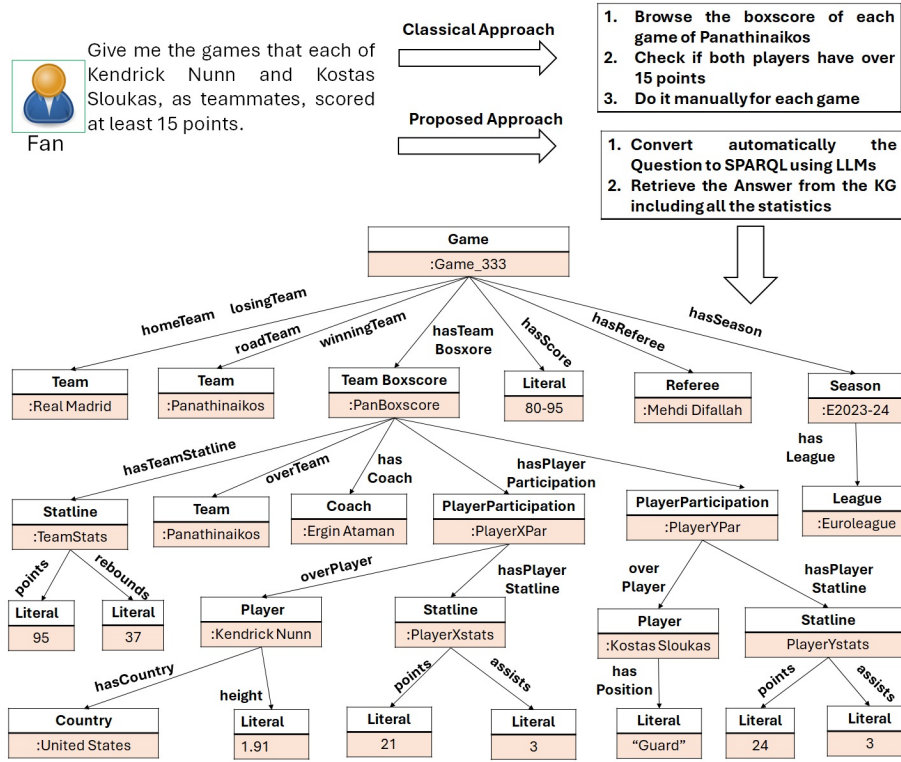 Give me the games that each of
Kendrick Nunn and Kostas
Sloukas, as teammates, scored
at least 15 points.
Fan
Classical Approach
1. Browse the boxscore of each
game of Panathinaikos
2. Check if both players have over
15 points
3. Do it manually for each game
Proposed Approach
1. Convert automatically the
Question to SPARQL using LLMs
2. Retrieve the Answer from the KG
including all the statistics
Game
:Game_333
homeTeam losingTeam
roadTeam winningTeam
hasTeam
Bosxore
hasScore
hasReferee
hasSeason
Team
:Real Madrid
Team
:Panathinaikos
Team Boxscore
:PanBoxscore
Literal
80-95
Referee
:Mehdi Difallah
Season
:E2023-24
hasTeamStatline
overTeam
has
Coach
hasPlayer
Participation
has
League
Statline
:TeamStats
Team
:Panathinaikos
Coach
:Ergin Ataman
PlayerParticipation
:PlayerXPar
PlayerParticipation
:PlayerYPar
League
:Euroleague
points
rebounds
overPlayer
hasPlayer
Statline
over
Player
hasPlayer
Statline
Literal
95
Literal
37
Player
:Kendrick Nunn
Statline
:PlayerXstats
Player
:Kostas Sloukas
Statline
PlayerYstats
hasCountry
height
points
assists
has
Position
points
assists
Country
:United States
Literal
1.91
Literal
21
Literal
3
Literal
“Guard”
Literal
24
Literal
3